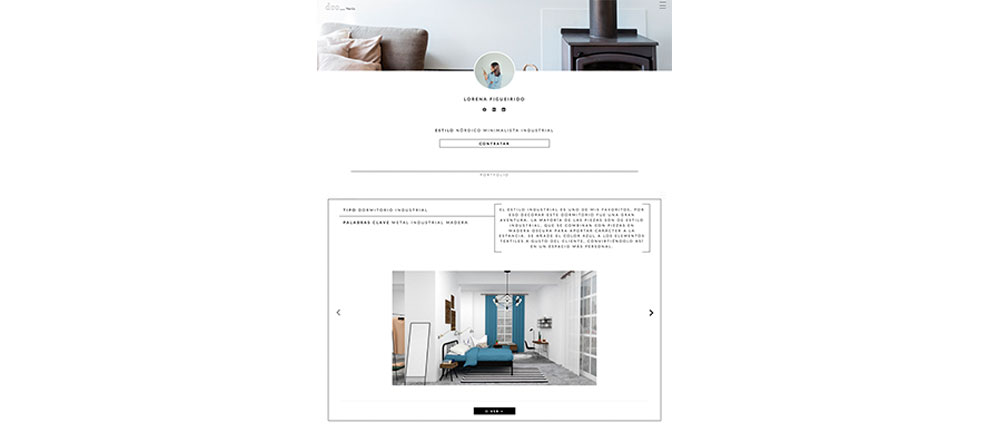 LORENA FIGUEIRIDO
ESTILO NÓRDICO MINIMALISTA INDUSTRIAL
CONTRATAR
PORTFOLIO
TIPO DORMITORIO INDUSTRIAL
PALABRAS CLAVE METAL INDUSTRIAL MADERA
EL ESTILO INDUSTRIAL ES UNO DE MIS FAVORITOS, POR
ESO DECORAR ESTE DORMITORIO FUE UNA GRAN
AVENTURA. LA MAYORÍA DE LAS PIEZAS SON DE ESTILO
INDUSTRIAL, QUE SE COMBINAN CON PIEZAS EN
MADERA OSCURA PARA APORTAR CARÁCTER A LA
ESTANCIA. SE AÑADE EL COLOR AZUL A LOS ELEMENTOS
TEXTILES A GUSTO DEL CLIENTE, CONVIRTIÉNDOLO ASÍ
EN UN ESPACIO MÁS PERSONAL.
VER +